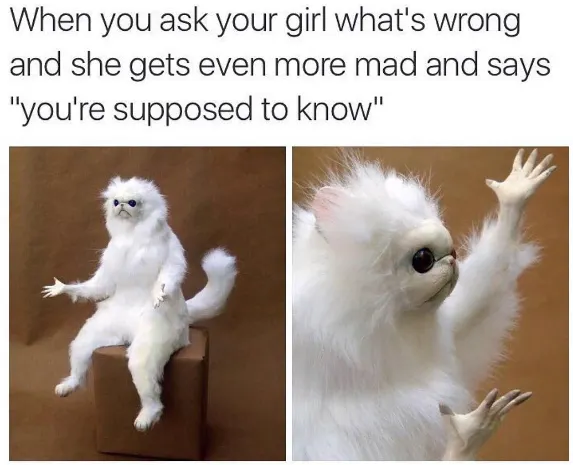 When you ask your girl what's wrong
and she gets even more mad and says
"you're supposed to know"